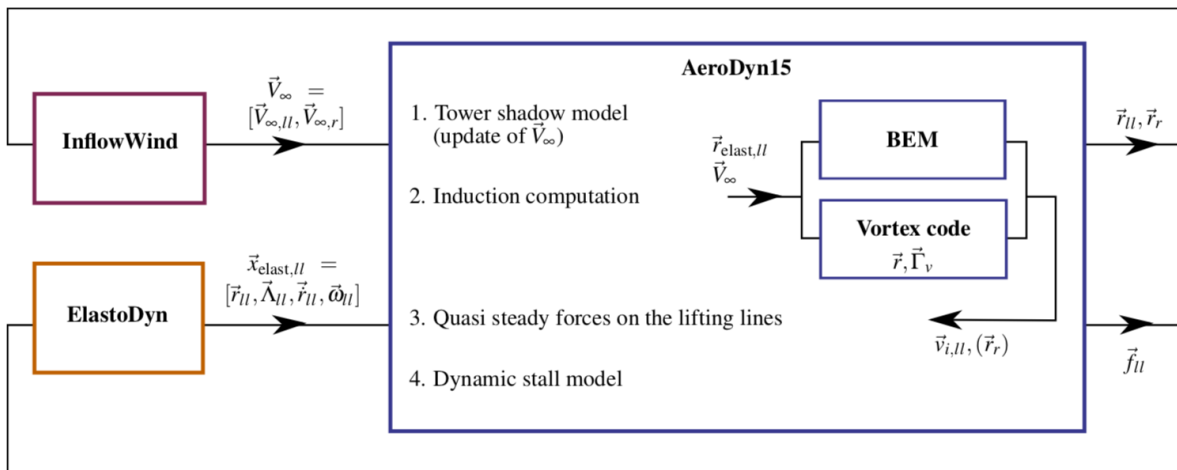 AeroDyn15
InflowWind
V⃗∞ =
[V⃗∞,ll, V⃗∞,r]
1. Tower shadow model
(update of V⃗∞)
2. Induction computation
r⃗elast,ll
V⃗∞
BEM
Vortex code
r⃗, Γ⃗v
r⃗ll, r⃗r
ElastoDyn
x⃗elast,ll =
[r⃗ll, Λ⃗ll, ṙ⃗ll, ω⃗ll]
3. Quasi steady forces on the lifting lines
v⃗i,ll, (r⃗r)
4. Dynamic stall model
f⃗ll